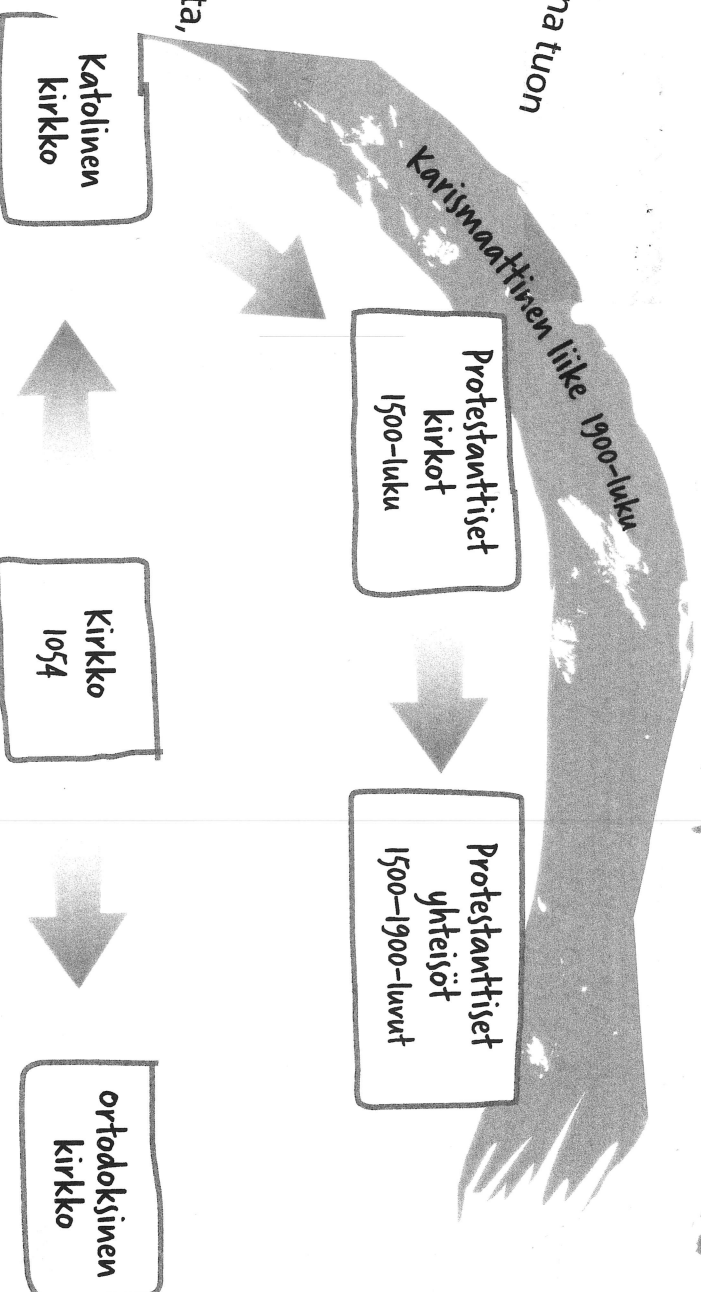 na tuon
ta,
Karismaattinen liike 1900-luku
Protestanttiset
kirkot
1500-luku
Protestanttiset
yhteisöt
1500–1900-luvut
Katolinen
kirkko
Kirkko
1054
Ortodoksinen
kirkko